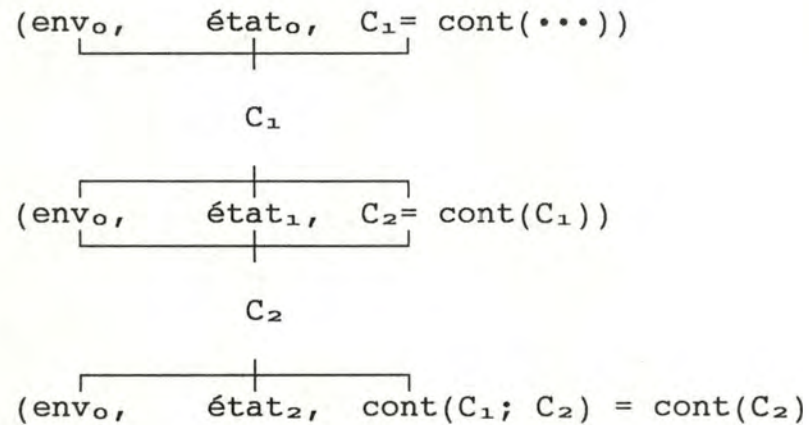 (env₀, état₀, C₁= cont(•••))
C₁
(env₀, état₁, C₂= cont(C₁))
C₂
(env₀, état₂, cont(C₁; C₂) = cont(C₂)